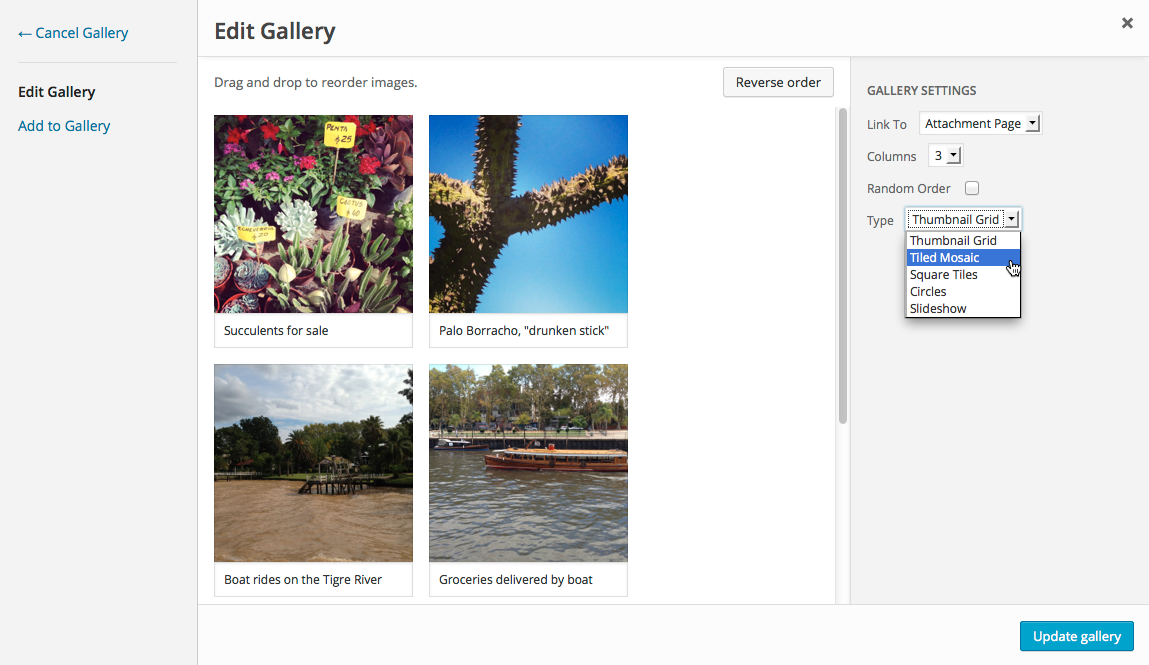 ← Cancel Gallery
Edit Gallery
Add to Gallery
Edit Gallery
×
Drag and drop to reorder images.
Reverse order
PENTA
$25
CACTUS
$60
ECHEVERIA
$20
Succulents for sale
Palo Borracho, "drunken stick"
Boat rides on the Tigre River
Groceries delivered by boat
GALLERY SETTINGS
Link To Attachment Page
Columns 3
Random Order
Type Thumbnail Grid
Thumbnail Grid
Tiled Mosaic
Square Tiles
Circles
Slideshow
Update gallery